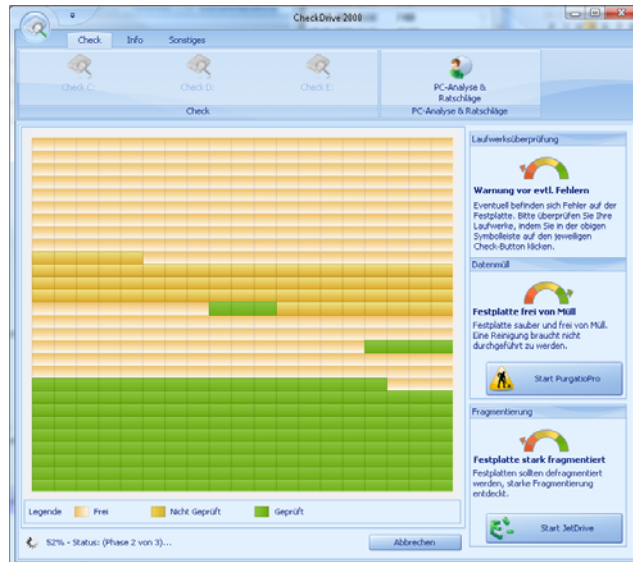 CheckDrive 2008
Check Info Sonstiges
Check C: Check D: Check E:
PC-Analyse &
Ratschläge
Check
PC-Analyse & Ratschläge
Laufwerksüberprüfung
Warnung vor evtl. Fehlern
Eventuell befinden sich Fehler auf der
Festplatte. Bitte überprüfen Sie Ihre
Laufwerke, indem Sie in der obigen
Symbolleiste auf den jeweiligen
Check-Button klicken.
Datenmüll
Festplatte frei von Müll
Festplatte sauber und frei von Müll.
Eine Reinigung braucht nicht
durchgeführt zu werden.
Start PurgatioPro
Fragmentierung
Festplatte stark fragmentiert
Festplatten sollten defragmentiert
werden, starke Fragmentierung
entdeckt.
Start JetDrive
Legende Frei Nicht Geprüft Geprüft
52% - Status: (Phase 2 von 3)...
Abbrechen